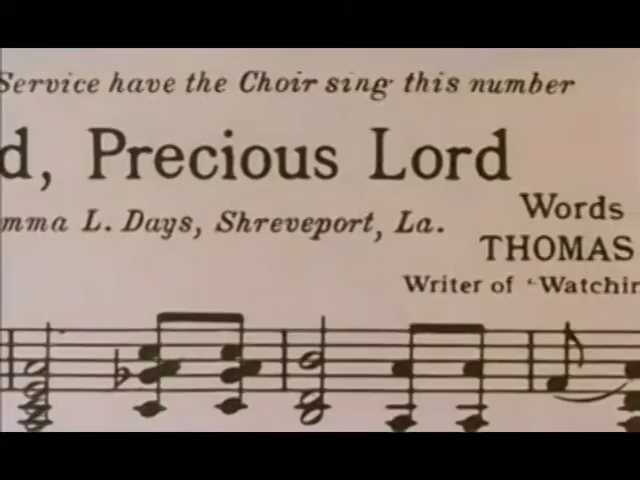 Service have the Choir sing this number
d, Precious Lord
mma L. Days, Shreveport, La.
Words
THOMAS
Writer of "Watchin